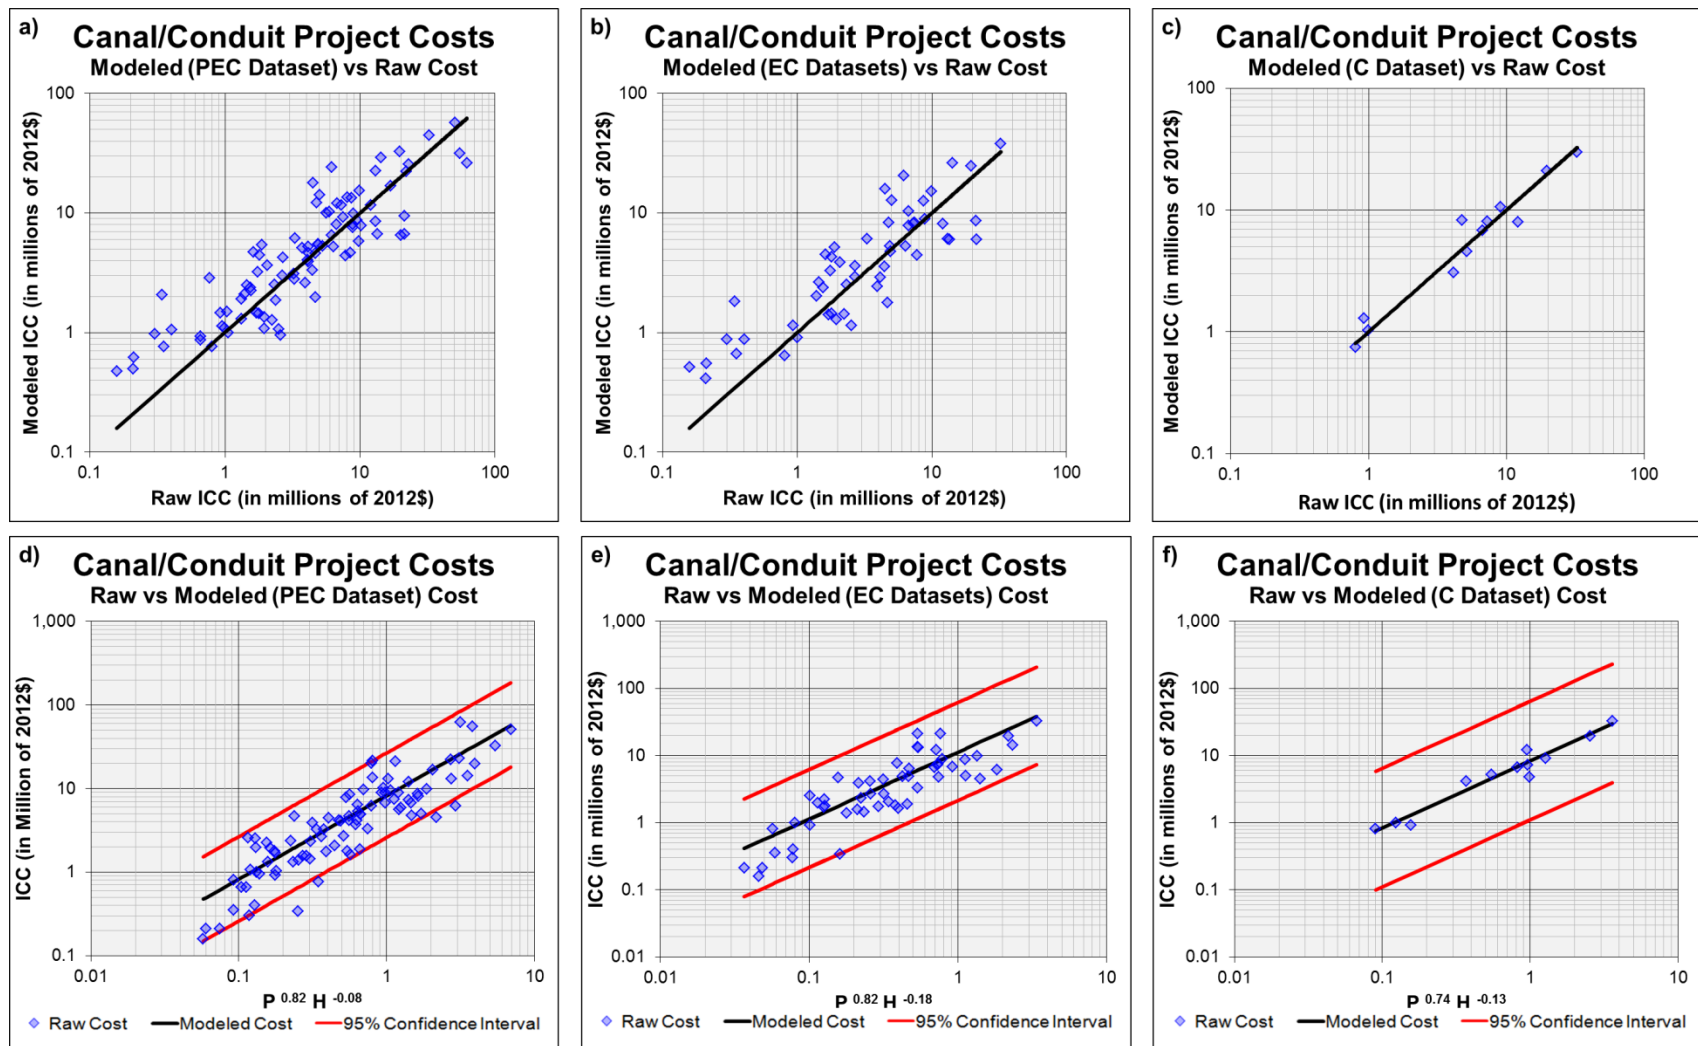 a)
Canal/Conduit Project Costs
Modeled (PEC Dataset) vs Raw Cost
Modeled ICC (in millions of 2012$)
100
10
1
0.1
0.1 1 10 100
Raw ICC (in millions of 2012$)
b)
Canal/Conduit Project Costs
Modeled (EC Datasets) vs Raw Cost
Modeled ICC (in millions of 2012$)
100
10
1
0.1
0.1 1 10 100
Raw ICC (in millions of 2012$)
c)
Canal/Conduit Project Costs
Modeled (C Dataset) vs Raw Cost
Modeled ICC (in millions of 2012$)
100
10
1
0.1
0.1 1 10 100
Raw ICC (in millions of 2012$)
d)
Canal/Conduit Project Costs
Raw vs Modeled (PEC Dataset) Cost
ICC (in Million of 2012$)
1,000
100
10
1
0.1
0.01 0.1 1 10
P 0.82 H -0.08
Raw Cost Modeled Cost 95% Confidence Interval
e)
Canal/Conduit Project Costs
Raw vs Modeled (EC Datasets) Cost
ICC (in Millions of 2012$)
1,000
100
10
1
0.1
0.01
0.01 0.1 1 10
P 0.82 H -0.18
Raw Cost Modeled Cost 95% Confidence Interval
f)
Canal/Conduit Project Costs
Raw vs Modeled (C Dataset) Cost
ICC (in Millions of 2012$)
1,000
100
10
1
0.1
0.01
0.01 0.1 1 10
P 0.74 H -0.13
Raw Cost Modeled Cost 95% Confidence Interval